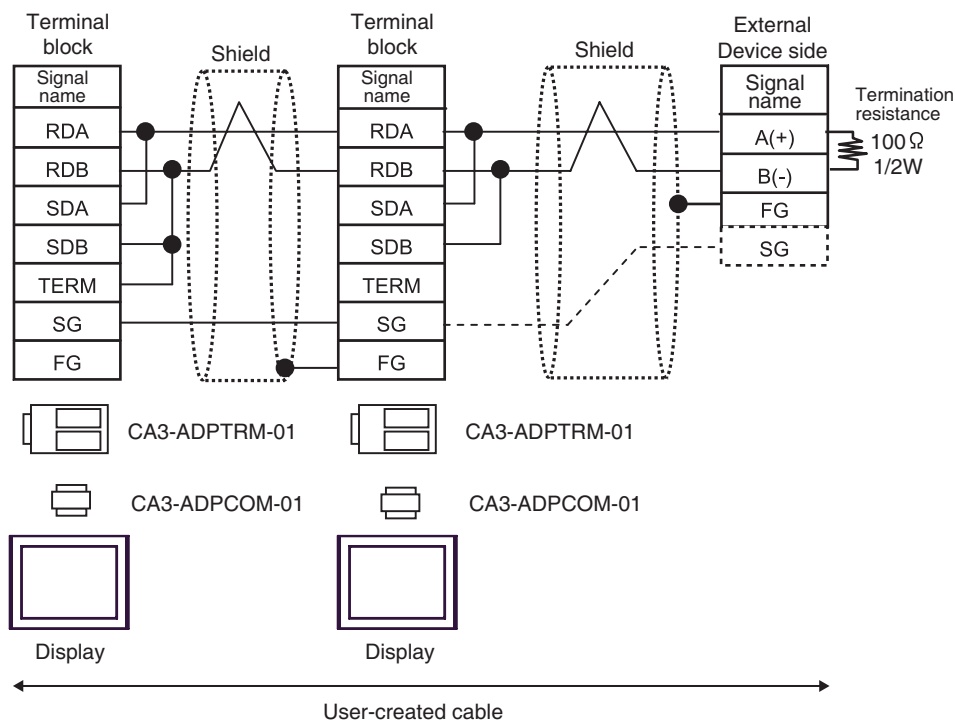 Terminal
block
Signal
name
RDA
RDB
SDA
SDB
TERM
SG
FG
Shield
Terminal
block
Signal
name
RDA
RDB
SDA
SDB
TERM
SG
FG
Shield
External
Device side
Signal
name
A(+)
B(-)
FG
SG
Termination
resistance
100 Ω
1/2W
CA3-ADPTRM-01
CA3-ADPTRM-01
CA3-ADPCOM-01
CA3-ADPCOM-01
Display
Display
User-created cable